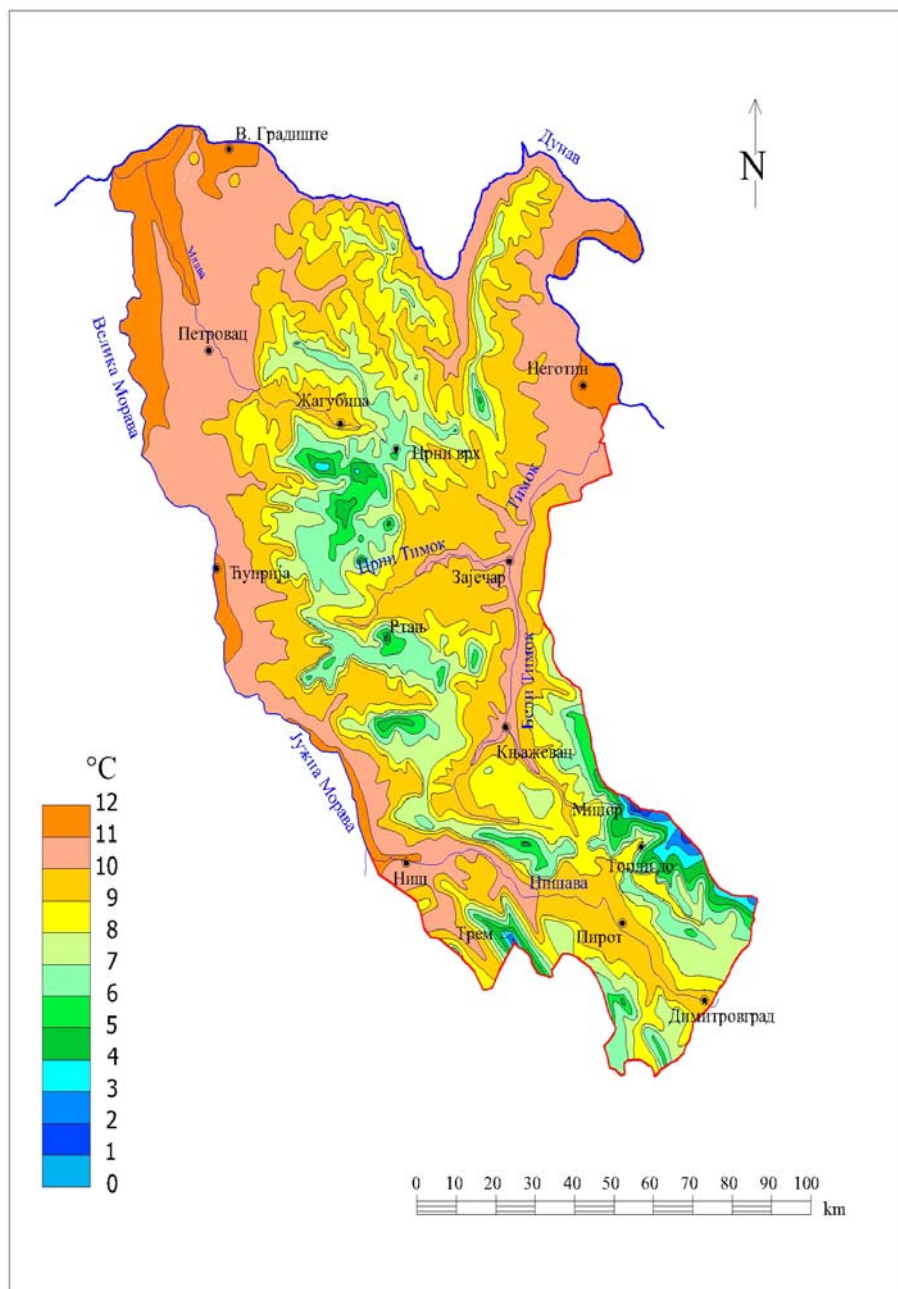 В. Градиште
Дунав
N
Млава
Петровац
Велика Морава
Неготин
Жагубица
Црни врх
Тимок
Црни Тимок
Ћуприја
Зајечар
Ртањ
Бели Тимок
Књажевац
Јужна Морава
°C
12
11
10
9
8
7
6
5
4
3
2
1
0
Миџор
Топли до
Ниш
Нишава
Трем
Пирот
Димитровград
0 10 20 30 40 50 60 70 80 90 100
km